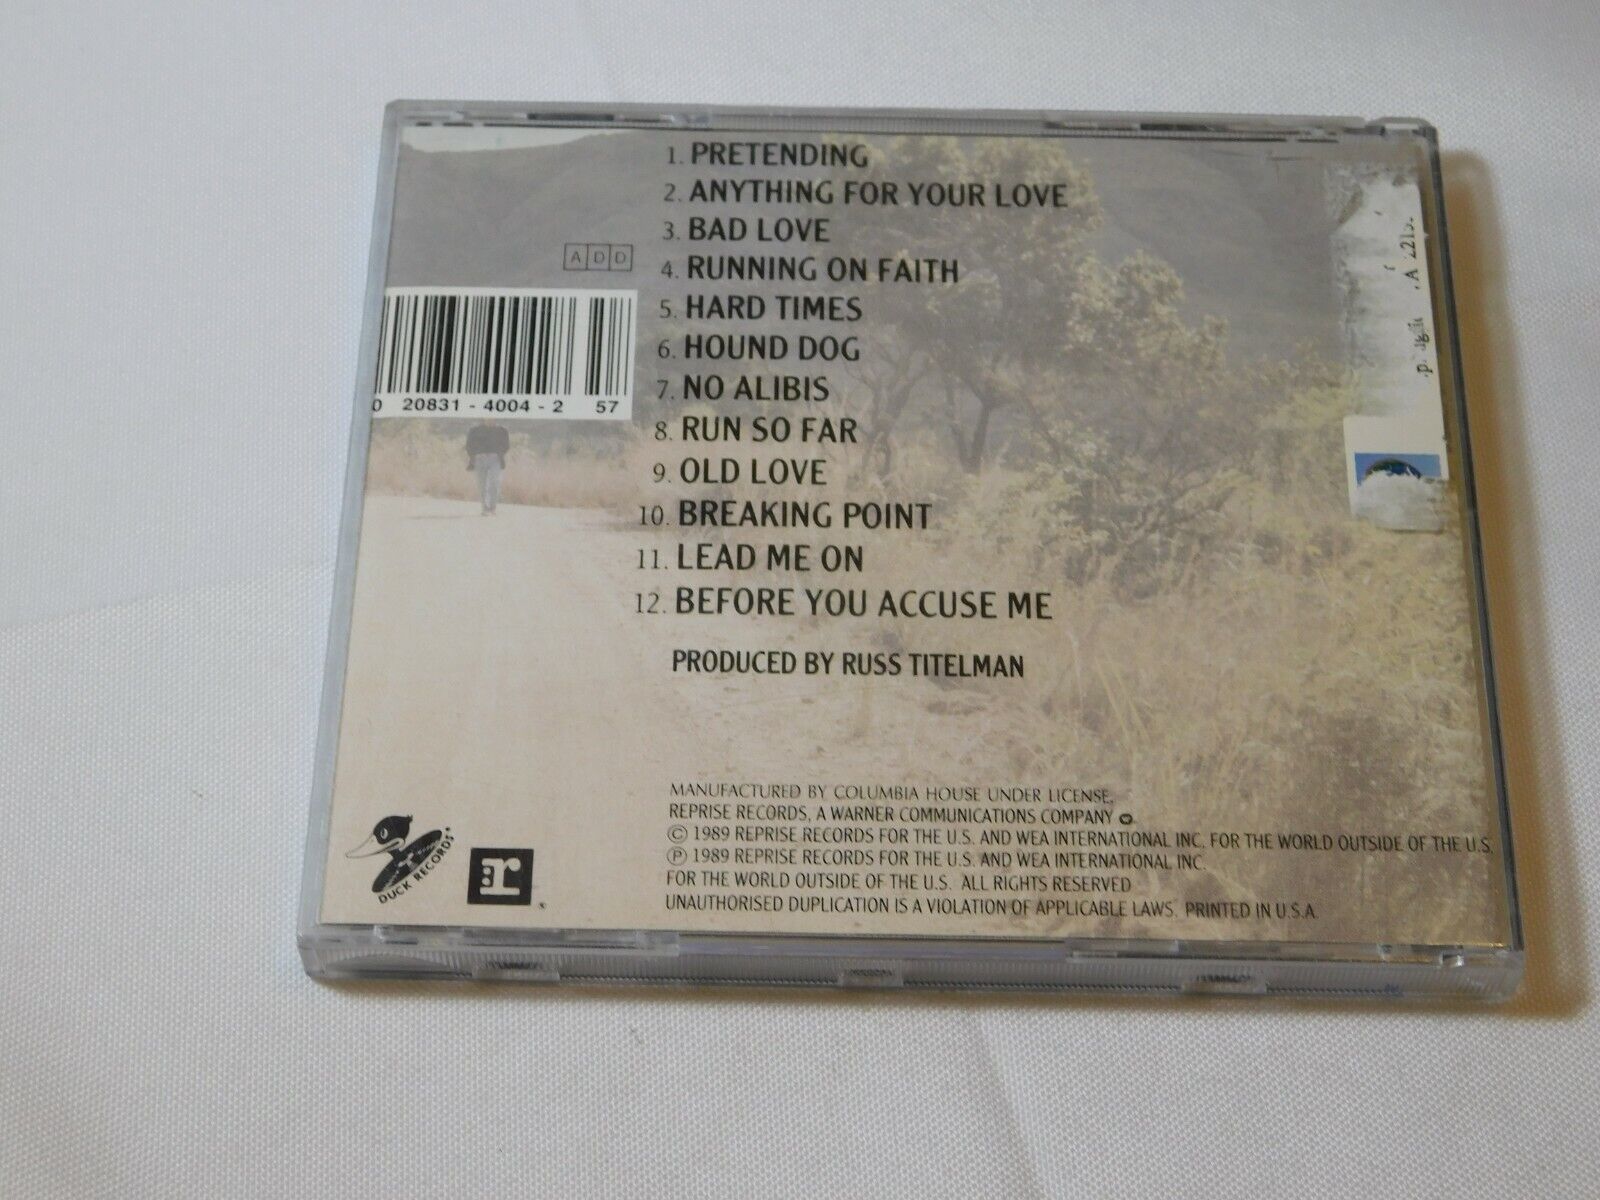 1. PRETENDING
2. ANYTHING FOR YOUR LOVE
3. BAD LOVE
4. RUNNING ON FAITH
5. HARD TIMES
6. HOUND DOG
7. NO ALIBIS
8. RUN SO FAR
9. OLD LOVE
10. BREAKING POINT
11. LEAD ME ON
12. BEFORE YOU ACCUSE ME
PRODUCED BY RUSS TITELMAN
ADD
0 20831-4004-2 57
MANUFACTURED BY COLUMBIA HOUSE UNDER LICENSE,
REPRISE RECORDS, A WARNER COMMUNICATIONS COMPANY
© 1989 REPRISE RECORDS FOR THE U.S. AND WEA INTERNATIONAL INC. FOR THE WORLD OUTSIDE OF THE U.S.
℗ 1989 REPRISE RECORDS FOR THE U.S. AND WEA INTERNATIONAL INC.
FOR THE WORLD OUTSIDE OF THE U.S. ALL RIGHTS RESERVED
UNAUTHORISED DUPLICATION IS A VIOLATION OF APPLICABLE LAWS. PRINTED IN U.S.A.
DUCK RECORDS
r